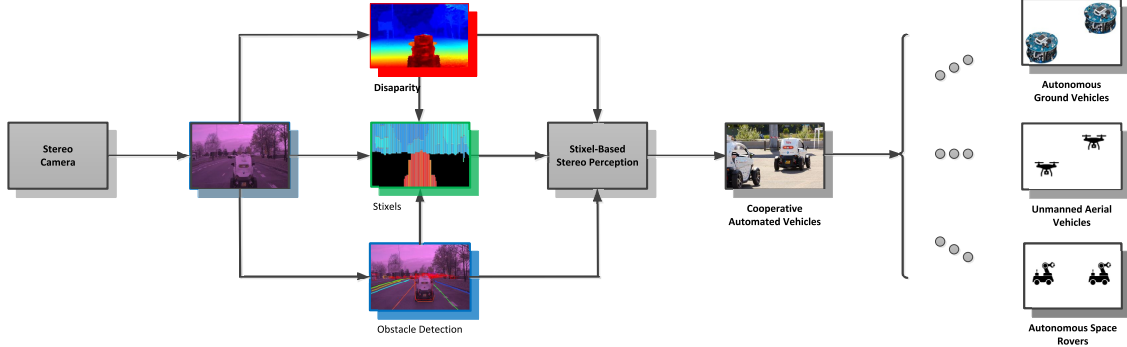 Stereo
Camera
Disaparity
Stixels
Obstacle Detection
Stixel-Based
Stereo Perception
Cooperative
Automated Vehicles
Autonomous
Ground Vehicles
Unmanned Aerial
Vehicles
Autonomous Space
Rovers